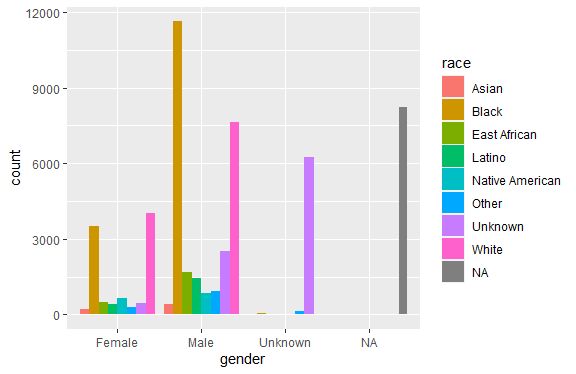 12000
9000
6000
3000
0
count
Female
Male
Unknown
NA
gender
race
Asian
Black
East African
Latino
Native American
Other
Unknown
White
NA